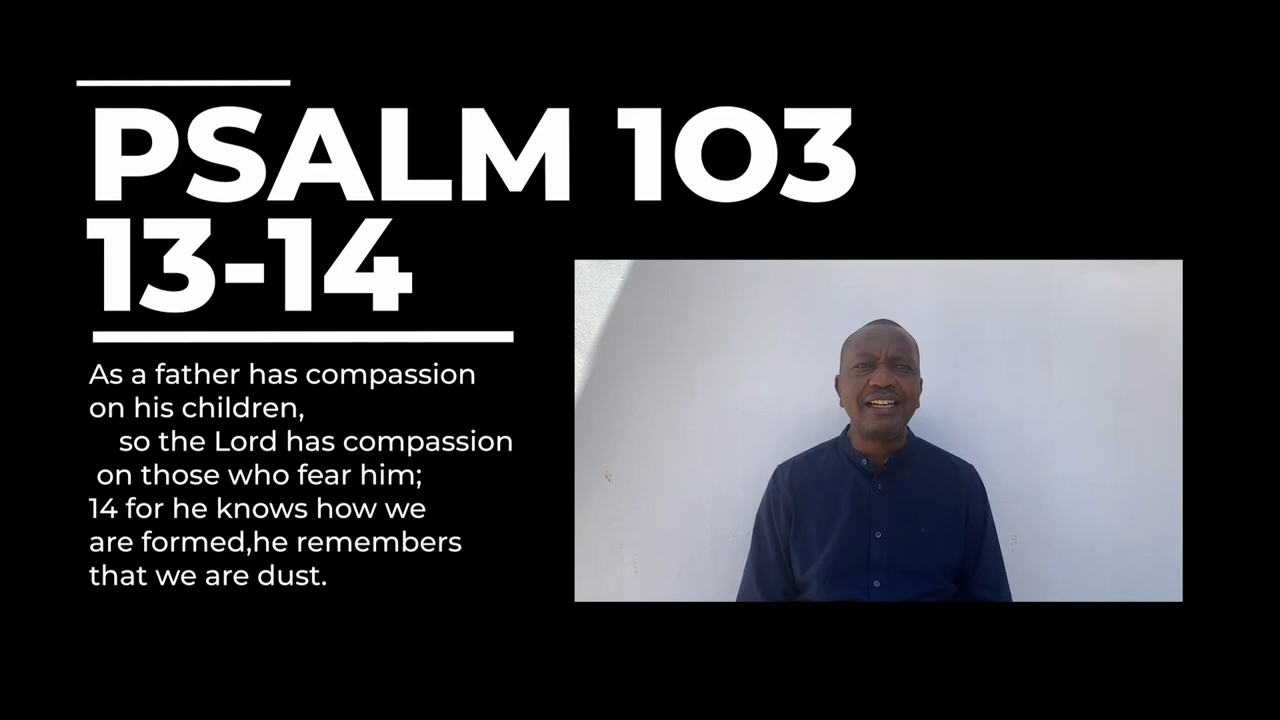 PSALM 103
13-14
As a father has compassion
on his children,
so the Lord has compassion
on those who fear him;
14 for he knows how we
are formed,he remembers
that we are dust.